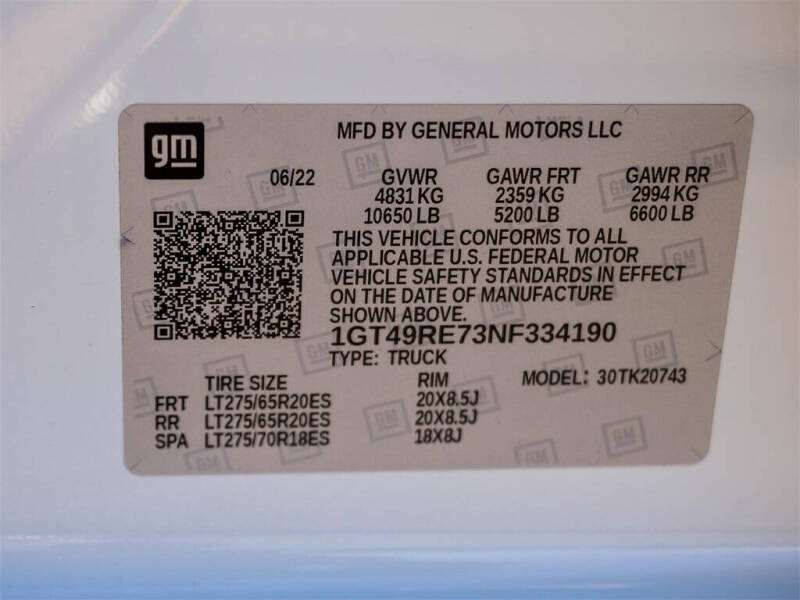 gm
MFD BY GENERAL MOTORS LLC
06/22 GVWR GAWR FRT GAWR RR
4831 KG 2359 KG 2994 KG
10650 LB 5200 LB 6600 LB
THIS VEHICLE CONFORMS TO ALL
APPLICABLE U.S. FEDERAL MOTOR
VEHICLE SAFETY STANDARDS IN EFFECT
ON THE DATE OF MANUFACTURE
SHOWN ABOVE.
1GT49RE73NF334190
TYPE: TRUCK
TIRE SIZE RIM MODEL: 30TK20743
FRT LT275/65R20ES 20X8.5J
RR LT275/65R20ES 20X8.5J
SPA LT275/70R18ES 18X8J